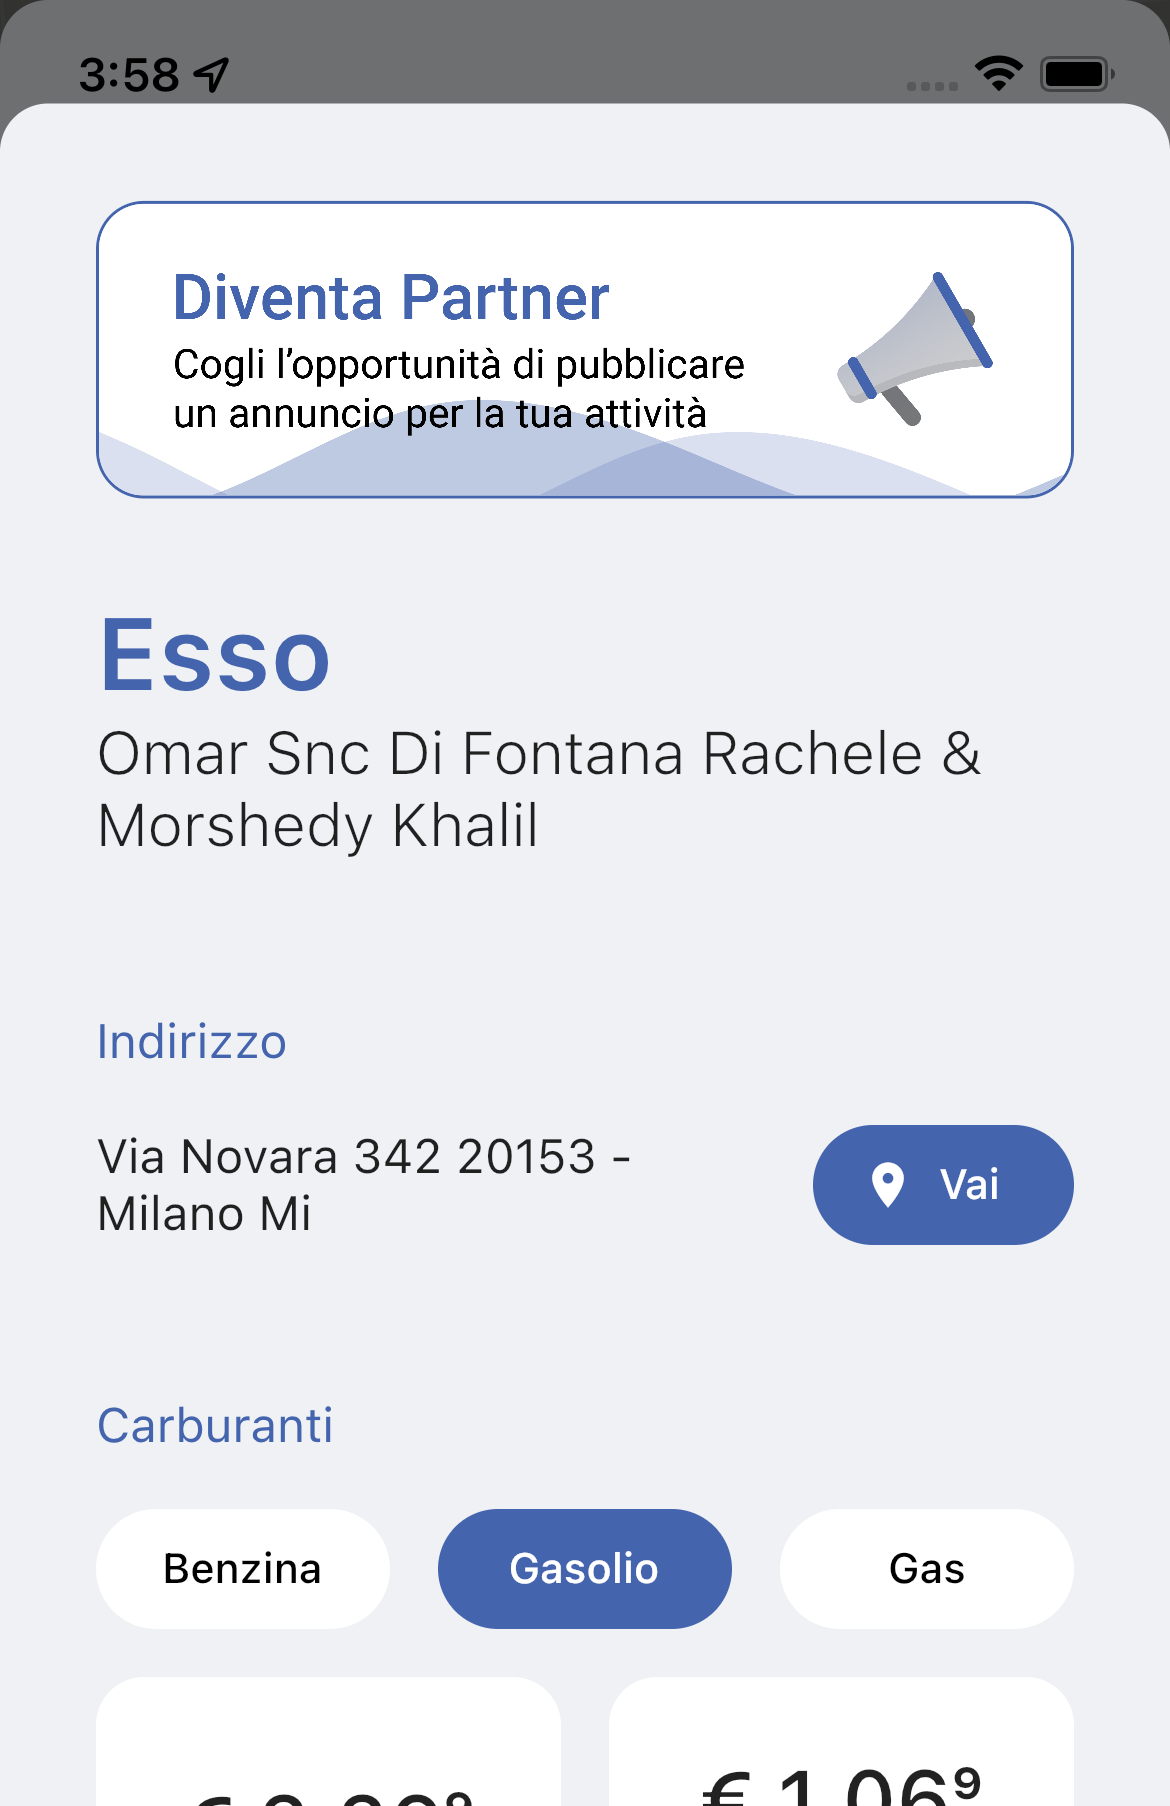 3:58
Diventa Partner
Cogli l’opportunità di pubblicare
un annuncio per la tua attività
Esso
Omar Snc Di Fontana Rachele &
Morshedy Khalil
Indirizzo
Via Novara 342 20153 -
Milano Mi
Vai
Carburanti
Benzina
Gasolio
Gas
€ 1.06⁹